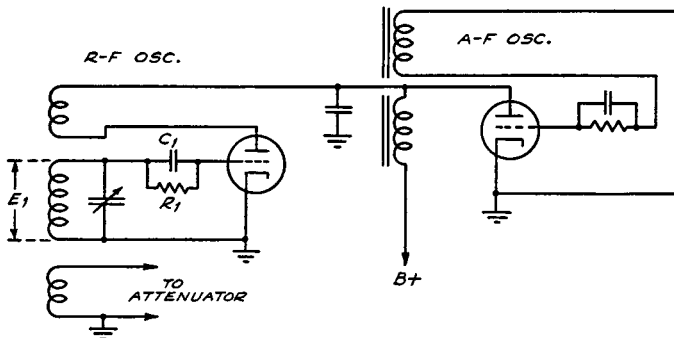 R-F OSC.
A-F OSC.
C1
R1
E1
TO
ATTENUATOR
B+